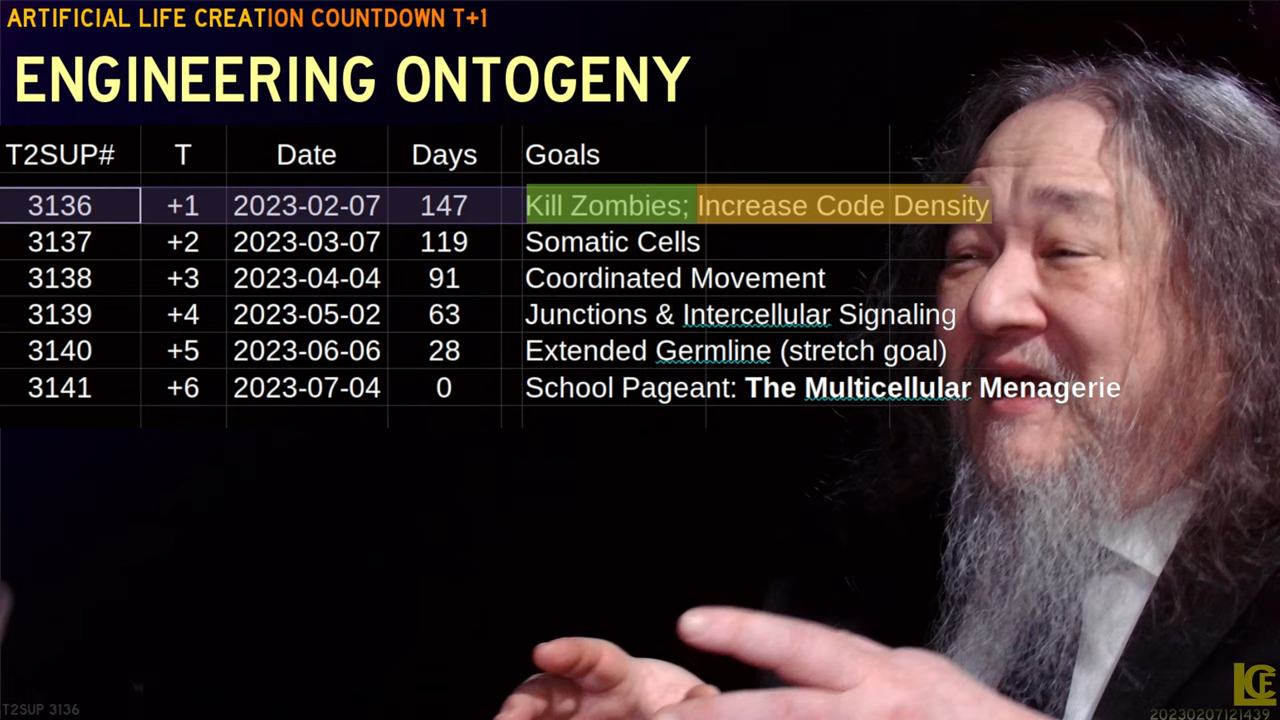 ARTIFICIAL LIFE CREATION COUNTDOWN T+1
ENGINEERING ONTOGENY
T2SUP# T Date Days Goals
3136 +1 2023-02-07 147 Kill Zombies; Increase Code Density
3137 +2 2023-03-07 119 Somatic Cells
3138 +3 2023-04-04 91 Coordinated Movement
3139 +4 2023-05-02 63 Junctions & Intercellular Signaling
3140 +5 2023-06-06 28 Extended Germline (stretch goal)
3141 +6 2023-07-04 0 School Pageant: The Multicellular Menagerie
T2SUP 3136
20230207121439